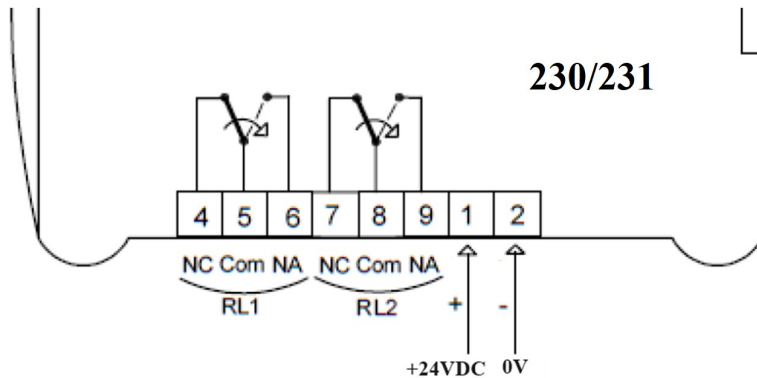 230/231
4 5 6 7 8 9 1 2
NC Com NA NC Com NA
RL1 RL2 + -
+24VDC 0V